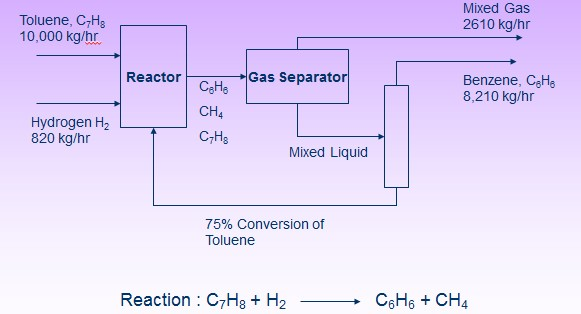 Toluene, C₇H₈
10,000 kg/hr
Hydrogen H₂
820 kg/hr
Reactor
C₆H₆
CH₄
C₇H₈
Gas Separator
Mixed Liquid
Mixed Gas
2610 kg/hr
Benzene, C₆H₆
8,210 kg/hr
75% Conversion of
Toluene
Reaction : C₇H₈ + H₂ → C₆H₆ + CH₄